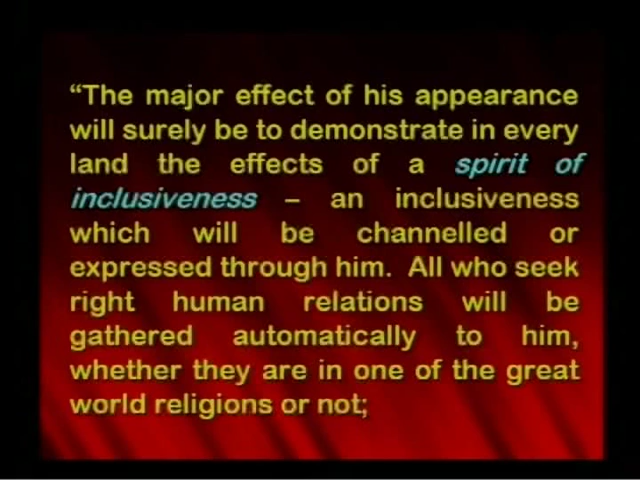 “The major effect of his appearance
will surely be to demonstrate in every
land the effects of a spirit of
inclusiveness – an inclusiveness
which will be channelled or
expressed through him. All who seek
right human relations will be
gathered automatically to him,
whether they are in one of the great
world religions or not;